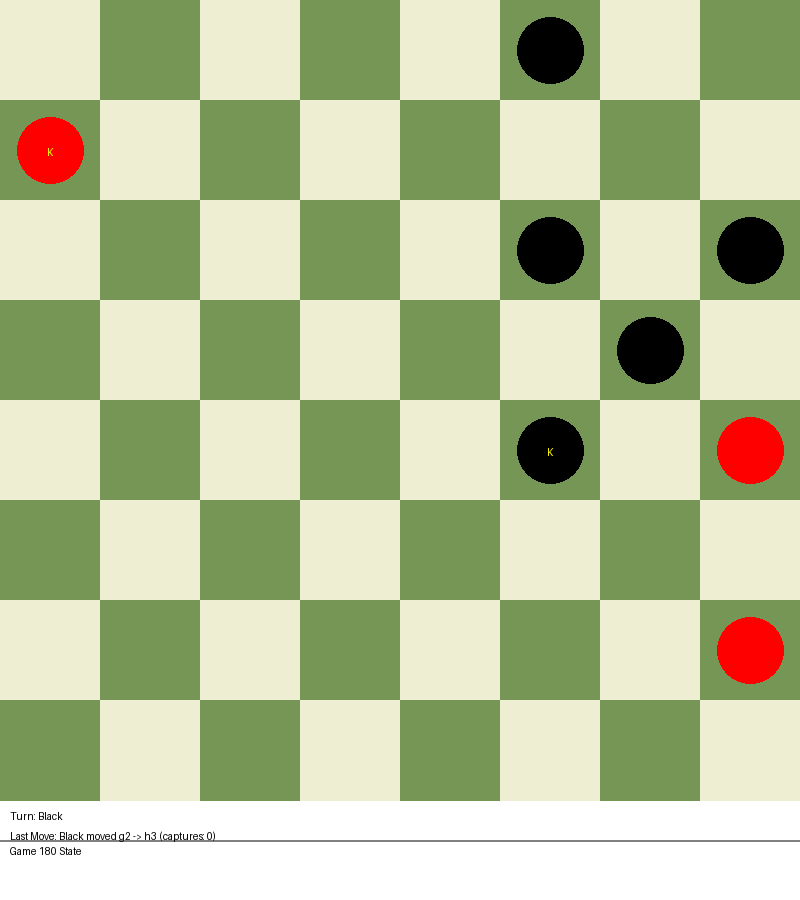 K
K
Turn: Black
Last Move: Black moved g2 -> h3 (captures: 0)
Game 180 State